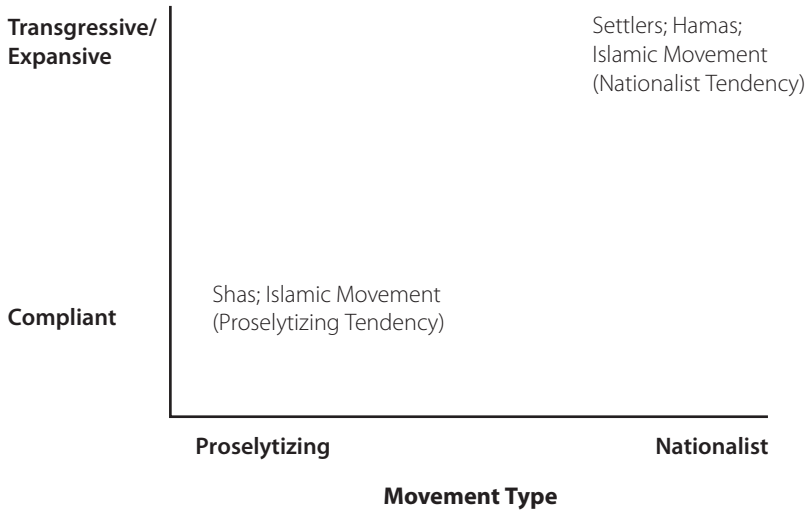 Transgressive/
Expansive
Settlers; Hamas;
Islamic Movement
(Nationalist Tendency)
Compliant
Shas; Islamic Movement
(Proselytizing Tendency)
Proselytizing
Nationalist
Movement Type